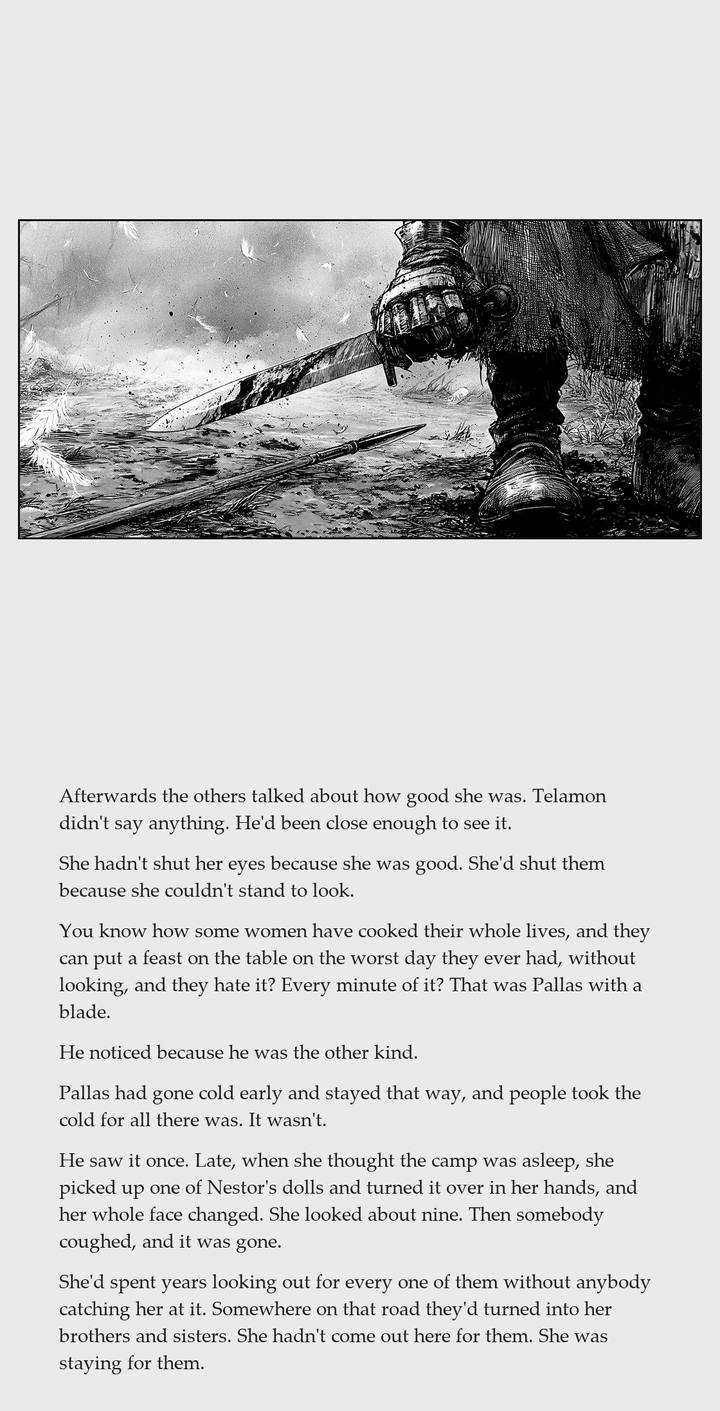 Afterwards the others talked about how good she was. Telamon
didn't say anything. He'd been close enough to see it.
She hadn't shut her eyes because she was good. She'd shut them
because she couldn't stand to look.
You know how some women have cooked their whole lives, and they
can put a feast on the table on the worst day they ever had, without
looking, and they hate it? Every minute of it? That was Pallas with a
blade.
He noticed because he was the other kind.
Pallas had gone cold early and stayed that way, and people took the
cold for all there was. It wasn't.
He saw it once. Late, when she thought the camp was asleep, she
picked up one of Nestor's dolls and turned it over in her hands, and
her whole face changed. She looked about nine. Then somebody
coughed, and it was gone.
She'd spent years looking out for every one of them without anybody
catching her at it. Somewhere on that road they'd turned into her
brothers and sisters. She hadn't come out here for them. She was
staying for them.